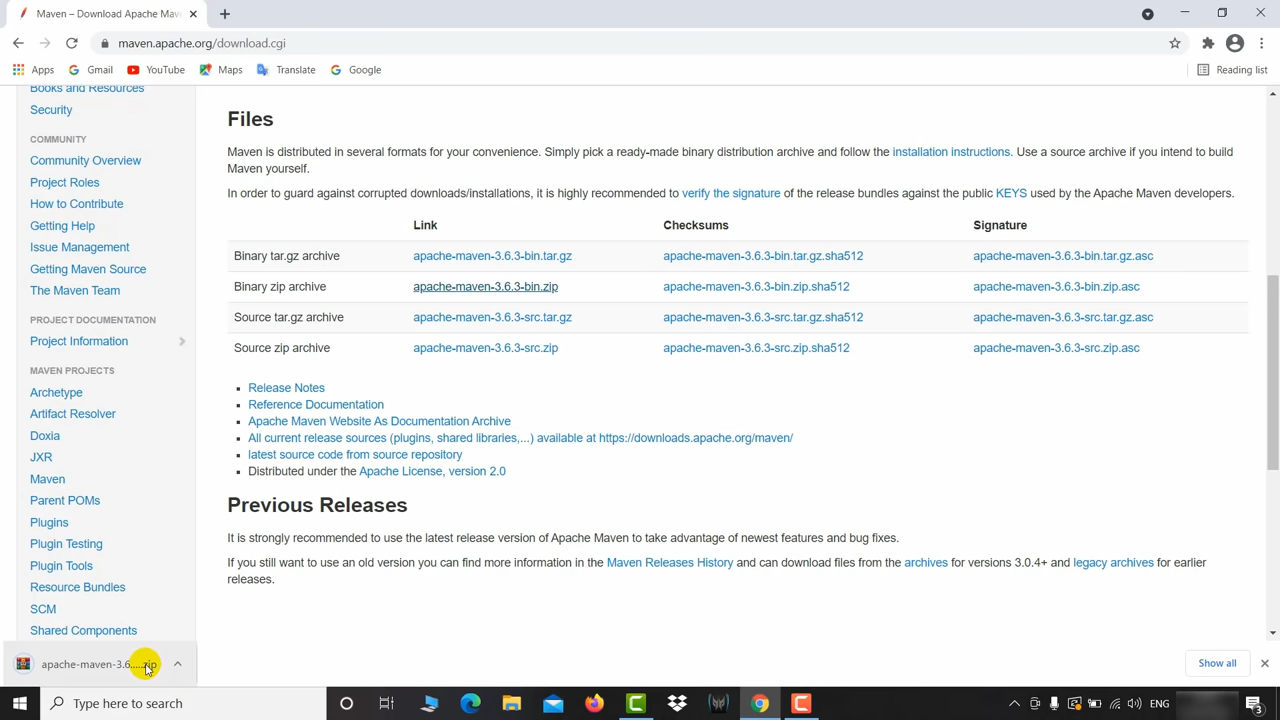 Maven – Download Apache Mav
maven.apache.org/download.cgi
Apps Gmail YouTube Maps Translate Google Reading list
Books and Resources
Security
COMMUNITY
Community Overview
Project Roles
How to Contribute
Getting Help
Issue Management
Getting Maven Source
The Maven Team
PROJECT DOCUMENTATION
Project Information
MAVEN PROJECTS
Archetype
Artifact Resolver
Doxia
JXR
Maven
Parent POMs
Plugins
Plugin Testing
Plugin Tools
Resource Bundles
SCM
Shared Components
Files
Maven is distributed in several formats for your convenience. Simply pick a ready-made binary distribution archive and follow the installation instructions. Use a source archive if you intend to build
Maven yourself.
In order to guard against corrupted downloads/installations, it is highly recommended to verify the signature of the release bundles against the public KEYS used by the Apache Maven developers.
Link Checksums Signature
Binary tar.gz archive apache-maven-3.6.3-bin.tar.gz apache-maven-3.6.3-bin.tar.gz.sha512 apache-maven-3.6.3-bin.tar.gz.asc
Binary zip archive apache-maven-3.6.3-bin.zip apache-maven-3.6.3-bin.zip.sha512 apache-maven-3.6.3-bin.zip.asc
Source tar.gz archive apache-maven-3.6.3-src.tar.gz apache-maven-3.6.3-src.tar.gz.sha512 apache-maven-3.6.3-src.tar.gz.asc
Source zip archive apache-maven-3.6.3-src.zip apache-maven-3.6.3-src.zip.sha512 apache-maven-3.6.3-src.zip.asc
Release Notes
Reference Documentation
Apache Maven Website As Documentation Archive
All current release sources (plugins, shared libraries,...) available at https://downloads.apache.org/maven/
latest source code from source repository
Distributed under the Apache License, version 2.0
Previous Releases
It is strongly recommended to use the latest release version of Apache Maven to take advantage of newest features and bug fixes.
If you still want to use an old version you can find more information in the Maven Releases History and can download files from the archives for versions 3.0.4+ and legacy archives for earlier
releases.
apache-maven-3.6....zip
Show all
Type here to search
ENG
3